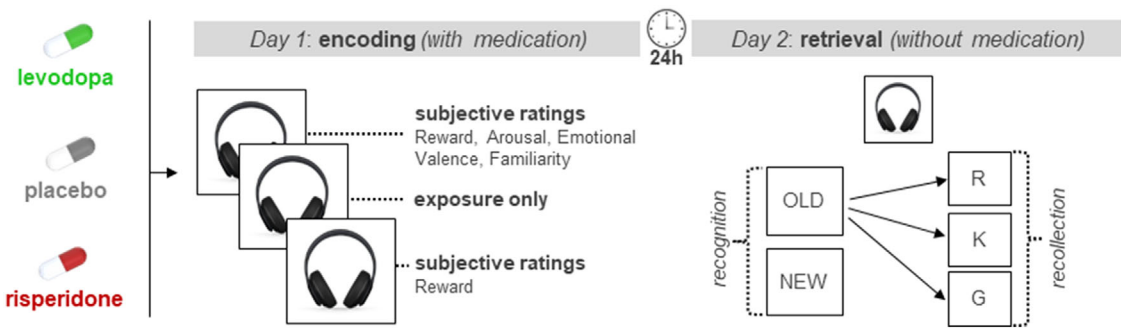 levodopa
placebo
risperidone
Day 1: encoding (with medication)
24h
Day 2: retrieval (without medication)
subjective ratings
Reward, Arousal, Emotional
Valence, Familiarity
exposure only
subjective ratings
Reward
recognition
OLD
NEW
R
K
G
recollection